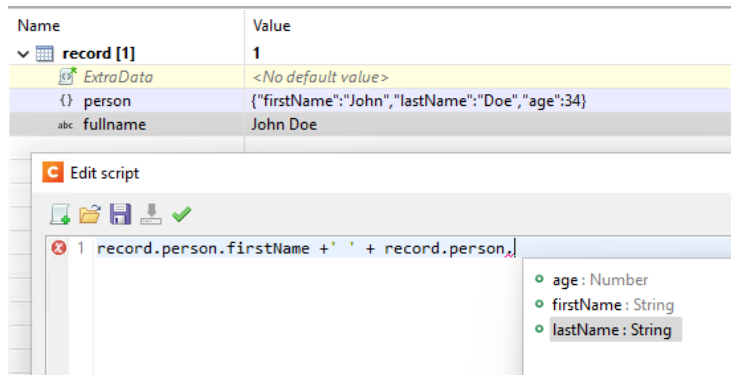 Name Value
record [1] 1
ExtraData <No default value>
{} person {"firstName":"John","lastName":"Doe","age":34}
abc fullname John Doe
C Edit script
1 record.person.firstName +' ' + record.person.
age : Number
firstName : String
lastName : String